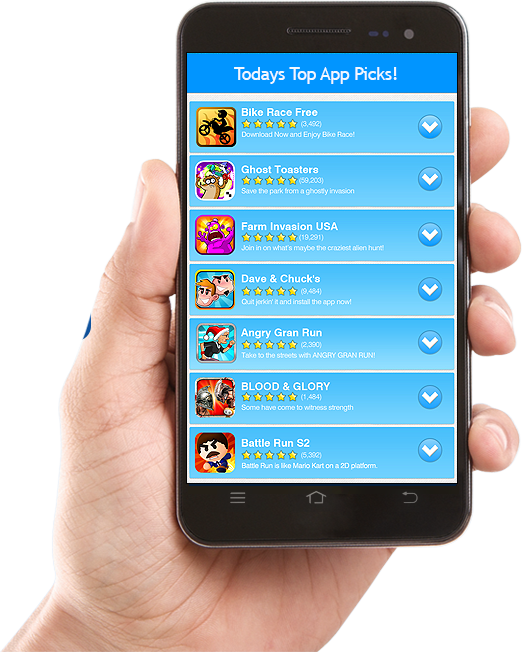 Todays Top App Picks!
Bike Race Free
(3,492)
Download Now and Enjoy Bike Race!
Ghost Toasters
(59,203)
Save the park from a ghostly invasion
Farm Invasion USA
(19,291)
Join in on what's maybe the craziest alien hunt!
Dave & Chuck's
(9,484)
Quit jerkin' it and install the app now!
Angry Gran Run
(2,390)
Take to the streets with ANGRY GRAN RUN!
BLOOD & GLORY
(1,484)
Some have come to witness strength
Battle Run S2
(5,392)
Battle Run is like Mario Kart on a 2D platform.